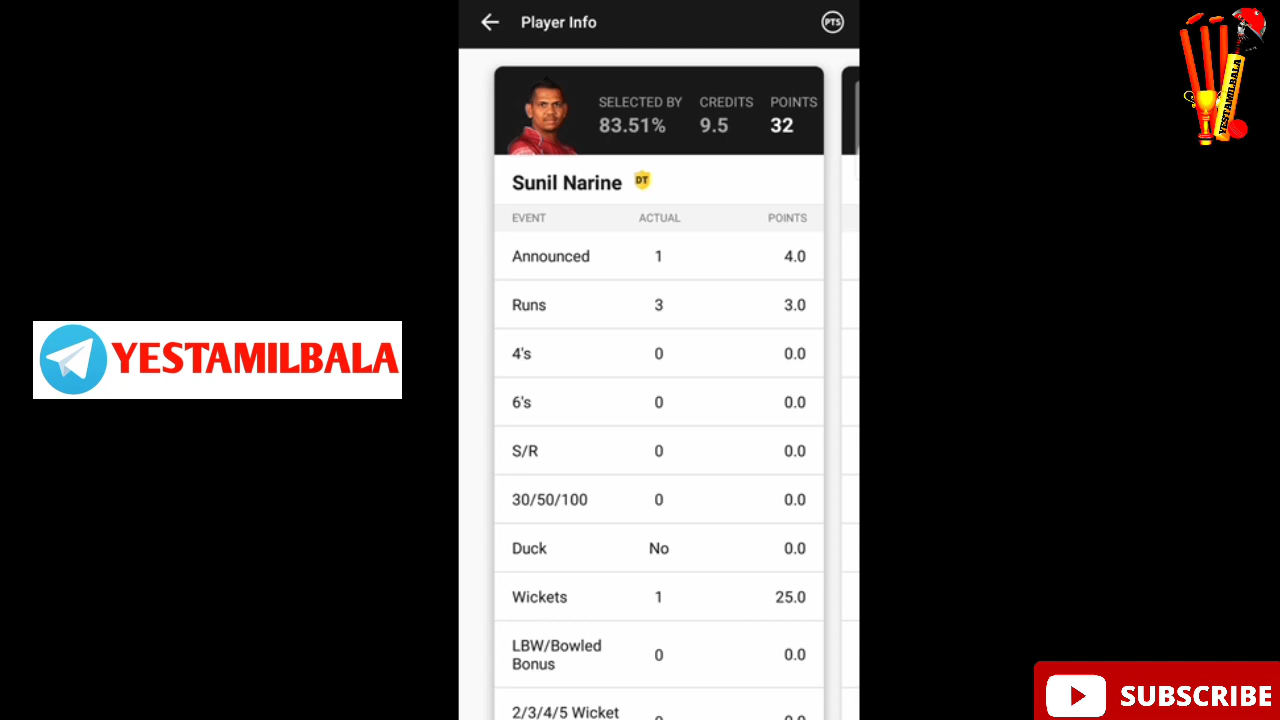 Player Info
PTS
SELECTED BY CREDITS POINTS
83.51% 9.5 32
Sunil Narine DT
EVENT ACTUAL POINTS
Announced 1 4.0
Runs 3 3.0
4's 0 0.0
6's 0 0.0
S/R 0 0.0
30/50/100 0 0.0
Duck No 0.0
Wickets 1 25.0
LBW/Bowled
Bonus 0 0.0
2/3/4/5 Wicket
YESTAMILBALA
YESTAMILBALA
SUBSCRIBE